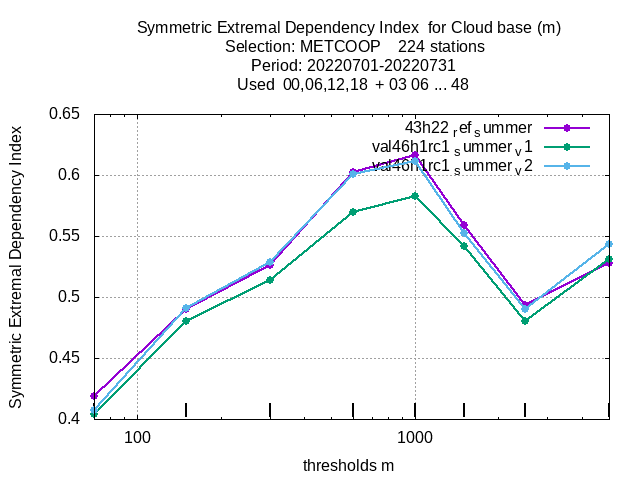 Symmetric Extremal Dependency Index  for Cloud base (m)
Selection: METCOOP    224 stations
Period: 20220701-20220731
Used  00,06,12,18  + 03 06 ... 48
Symmetric Extremal Dependency Index
0.65
0.6
0.55
0.5
0.45
0.4
43h22 ref summer
val46h1rc1 summer v1
val46h1rc1 summer v2
100
1000
thresholds m